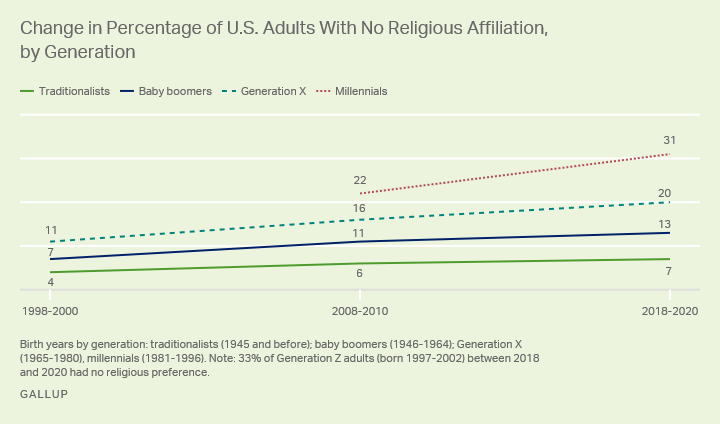 Change in Percentage of U.S. Adults With No Religious Affiliation,
by Generation
Traditionalists Baby boomers Generation X Millennials
31
22
20
16
11
13
11
7
4
6
7
1998-2000 2008-2010 2018-2020
Birth years by generation: traditionalists (1945 and before); baby boomers (1946-1964); Generation X
(1965-1980), millennials (1981-1996). Note: 33% of Generation Z adults (born 1997-2002) between 2018
and 2020 had no religious preference.
GALLUP